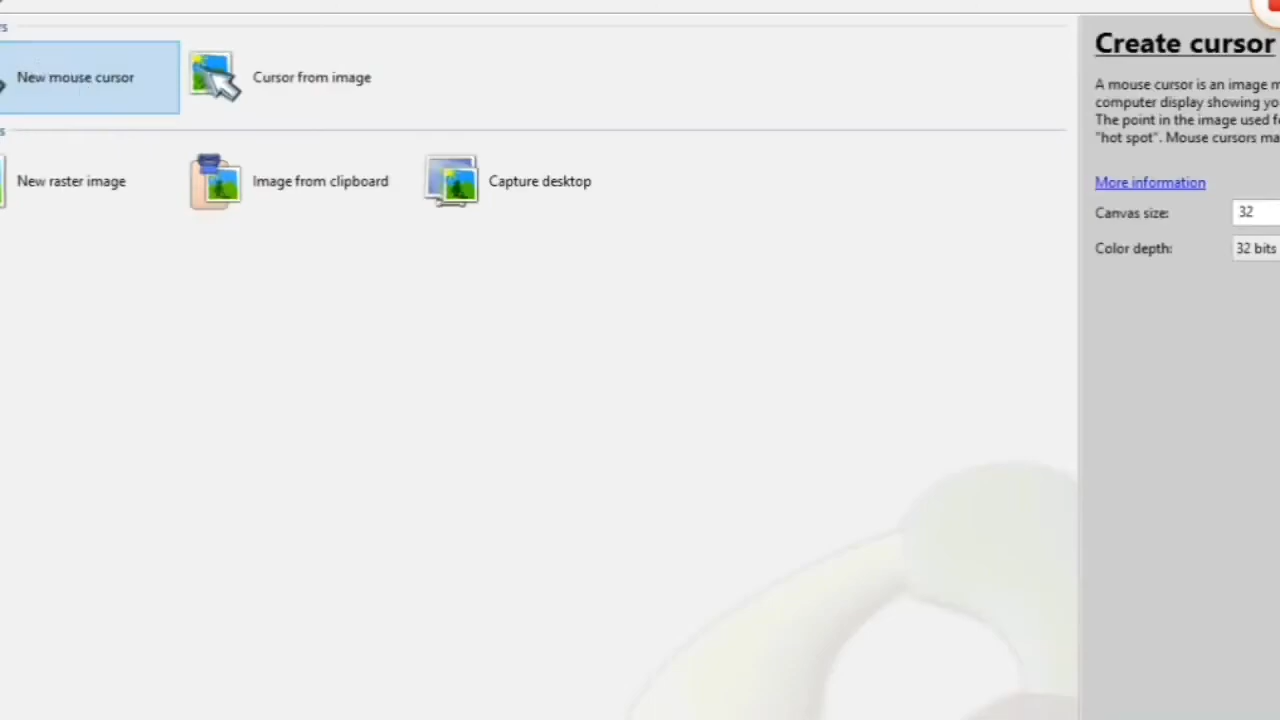 New mouse cursor
Cursor from image
New raster image
Image from clipboard
Capture desktop
Create cursor
A mouse cursor is an image
computer display showing
The point in the image used
"hot spot". Mouse cursors
More information
Canvas size: 32
Color depth: 32 bits